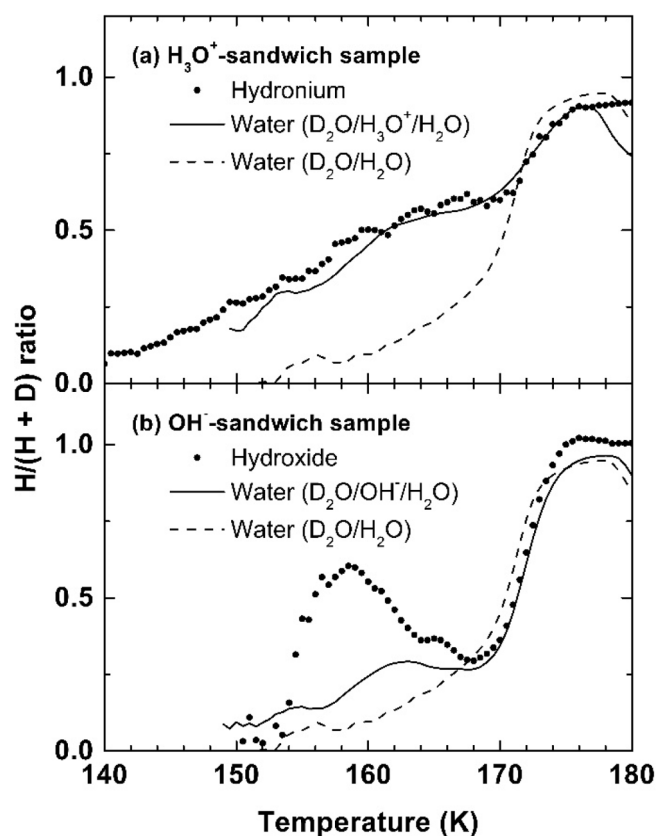 (a) H₃O⁺-sandwich sample
Hydronium
Water (D₂O/H₃O⁺/H₂O)
Water (D₂O/H₂O)
1.0
0.5
0.0
(b) OH⁻-sandwich sample
Hydroxide
Water (D₂O/OH⁻/H₂O)
Water (D₂O/H₂O)
1.0
0.5
0.0
H/(H + D) ratio
140 150 160 170 180
Temperature (K)